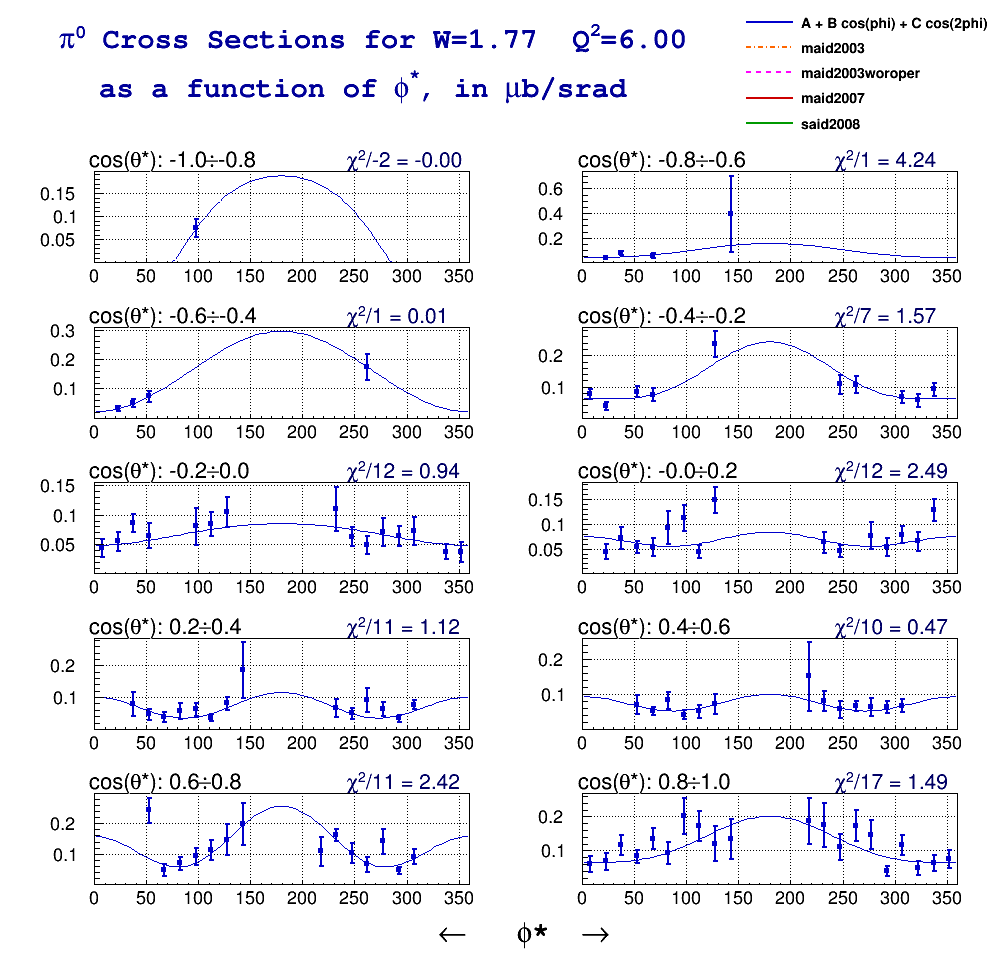 π⁰ Cross Sections for W=1.77 Q²=6.00
as a function of ϕ*, in μb/srad
A + B cos(phi) + C cos(2phi)
maid2003
maid2003woroper
maid2007
said2008
cos(θ*): -1.0÷-0.8 χ²/-2 = -0.00
0.15
0.1
0.05
0 50 100 150 200 250 300 350
cos(θ*): -0.8÷-0.6 χ²/1 = 4.24
0.6
0.4
0.2
0 50 100 150 200 250 300 350
cos(θ*): -0.6÷-0.4 χ²/1 = 0.01
0.3
0.2
0.1
0 50 100 150 200 250 300 350
cos(θ*): -0.4÷-0.2 χ²/7 = 1.57
0.2
0.1
0 50 100 150 200 250 300 350
cos(θ*): -0.2÷0.0 χ²/12 = 0.94
0.15
0.1
0.05
0 50 100 150 200 250 300 350
cos(θ*): -0.0÷0.2 χ²/12 = 2.49
0.15
0.1
0.05
0 50 100 150 200 250 300 350
cos(θ*): 0.2÷0.4 χ²/11 = 1.12
0.2
0.1
0 50 100 150 200 250 300 350
cos(θ*): 0.4÷0.6 χ²/10 = 0.47
0.2
0.1
0 50 100 150 200 250 300 350
cos(θ*): 0.6÷0.8 χ²/11 = 2.42
0.2
0.1
0 50 100 150 200 250 300 350
cos(θ*): 0.8÷1.0 χ²/17 = 1.49
0.2
0.1
0 50 100 150 200 250 300 350
← ϕ* →